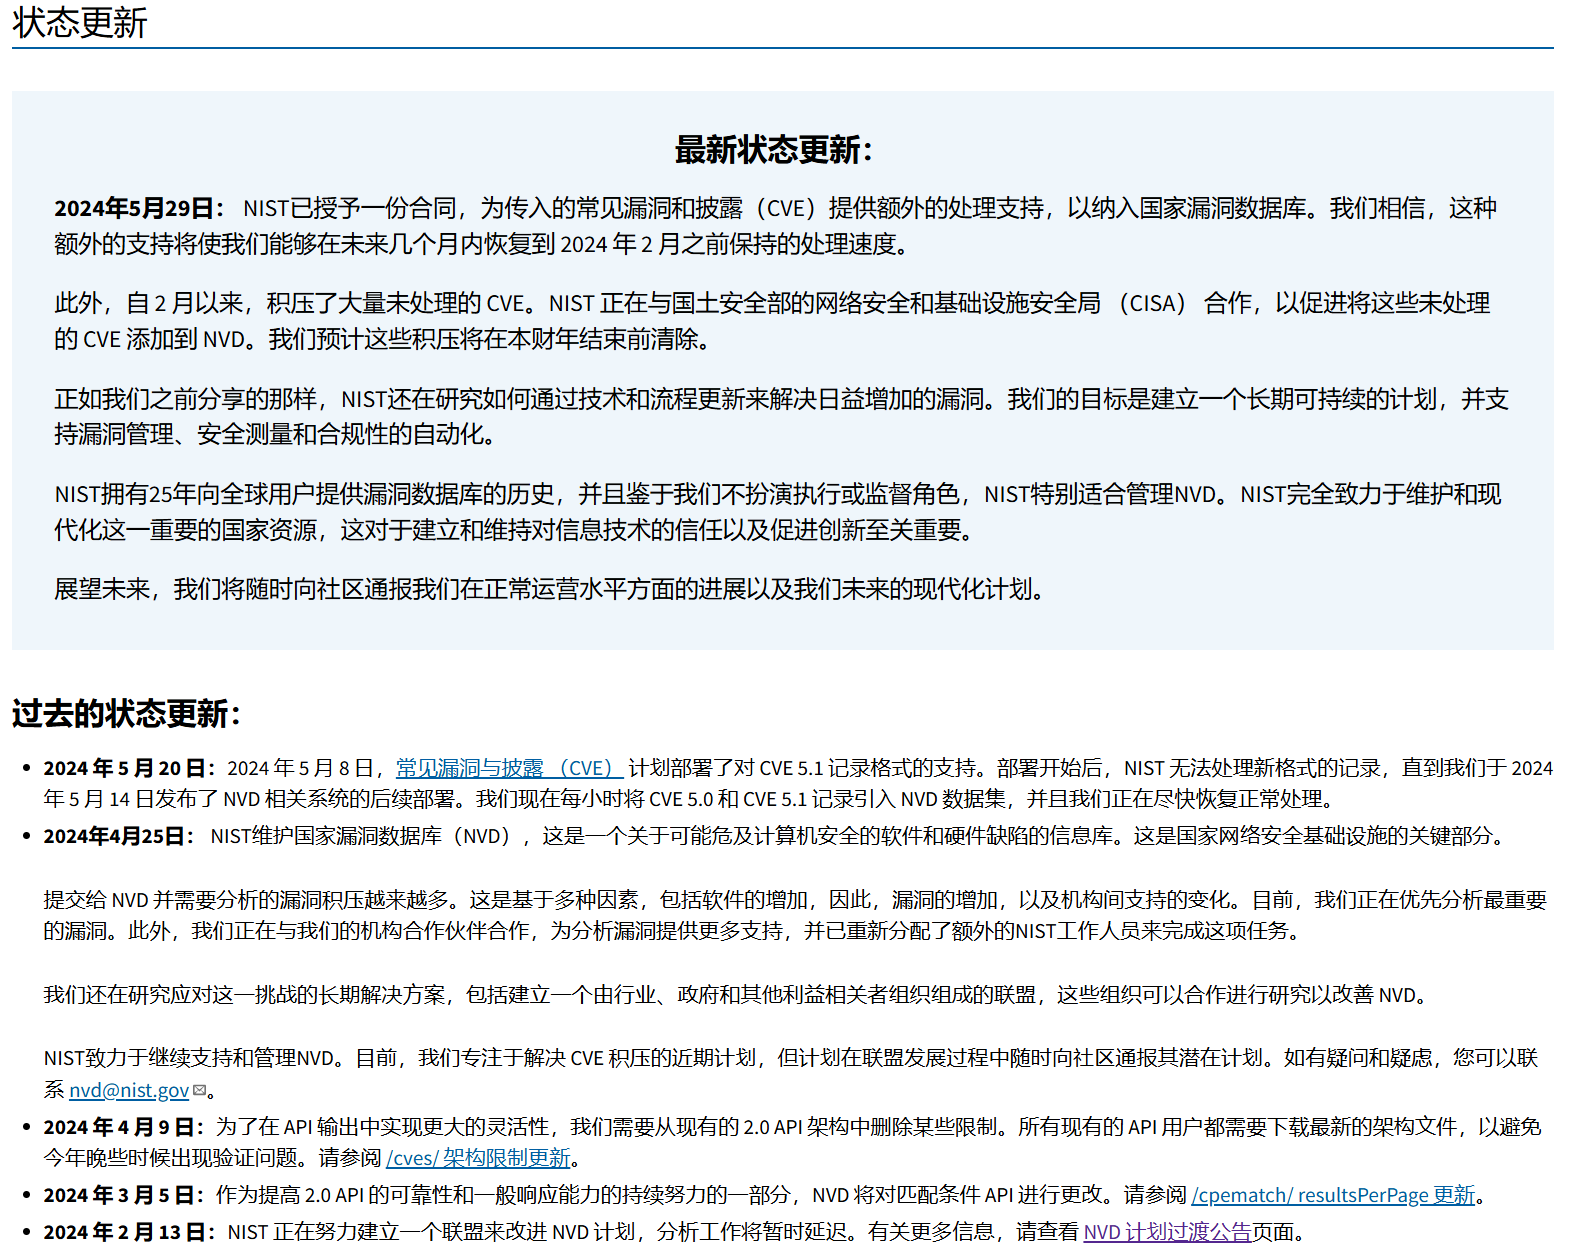 状态更新
最新状态更新：
2024年5月29日： NIST已授予一份合同，为传入的常见漏洞和披露（CVE）提供额外的处理支持，以纳入国家漏洞数据库。我们相信，这种
额外的支持将使我们能够在未来几个月内恢复到 2024 年 2 月之前保持的处理速度。
此外，自 2 月以来，积压了大量未处理的 CVE。NIST 正在与国土安全部的网络安全和基础设施安全局 （CISA） 合作，以促进将这些未处理
的 CVE 添加到 NVD。我们预计这些积压将在本财年结束前清除。
正如我们之前分享的那样，NIST还在研究如何通过技术和流程更新来解决日益增加的漏洞。我们的目标是建立一个长期可持续的计划，并支
持漏洞管理、安全测量和合规性的自动化。
NIST拥有25年向全球用户提供漏洞数据库的历史，并且鉴于我们不扮演执行或监督角色，NIST特别适合管理NVD。NIST完全致力于维护和现
代化这一重要的国家资源，这对于建立和维持对信息技术的信任以及促进创新至关重要。
展望未来，我们将随时向社区通报我们在正常运营水平方面的进展以及我们未来的现代化计划。
过去的状态更新：
• 2024 年 5 月 20 日：2024 年 5 月 8 日，常见漏洞与披露 （CVE） 计划部署了对 CVE 5.1 记录格式的支持。部署开始后，NIST 无法处理新格式的记录，直到我们于 2024
年 5 月 14 日发布了 NVD 相关系统的后续部署。我们现在每小时将 CVE 5.0 和 CVE 5.1 记录引入 NVD 数据集，并且我们正在尽快恢复正常处理。
• 2024年4月25日： NIST维护国家漏洞数据库（NVD），这是一个关于可能危及计算机安全的软件和硬件缺陷的信息库。这是国家网络安全基础设施的关键部分。
提交给 NVD 并需要分析的漏洞积压越来越多。这是基于多种因素，包括软件的增加，因此，漏洞的增加，以及机构间支持的变化。目前，我们正在优先分析最重要
的漏洞。此外，我们正在与我们的机构合作伙伴合作，为分析漏洞提供更多支持，并已重新分配了额外的NIST工作人员来完成这项任务。
我们还在研究应对这一挑战的长期解决方案，包括建立一个由行业、政府和其他利益相关者组织组成的联盟，这些组织可以合作进行研究以改善 NVD。
NIST致力于继续支持和管理NVD。目前，我们专注于解决 CVE 积压的近期计划，但计划在联盟发展过程中随时向社区通报其潜在计划。如有疑问和疑虑，您可以联
系 nvd@nist.gov。
• 2024 年 4 月 9 日：为了在 API 输出中实现更大的灵活性，我们需要从现有的 2.0 API 架构中删除某些限制。所有现有的 API 用户都需要下载最新的架构文件，以避免
今年晚些时候出现验证问题。请参阅 /cves/ 架构限制更新。
• 2024 年 3 月 5 日：作为提高 2.0 API 的可靠性和一般响应能力的持续努力的一部分，NVD 将对匹配条件 API 进行更改。请参阅 /cpematch/ resultsPerPage 更新。
• 2024 年 2 月 13 日：NIST 正在努力建立一个联盟来改进 NVD 计划，分析工作将暂时延迟。有关更多信息，请查看 NVD 计划过渡公告页面。